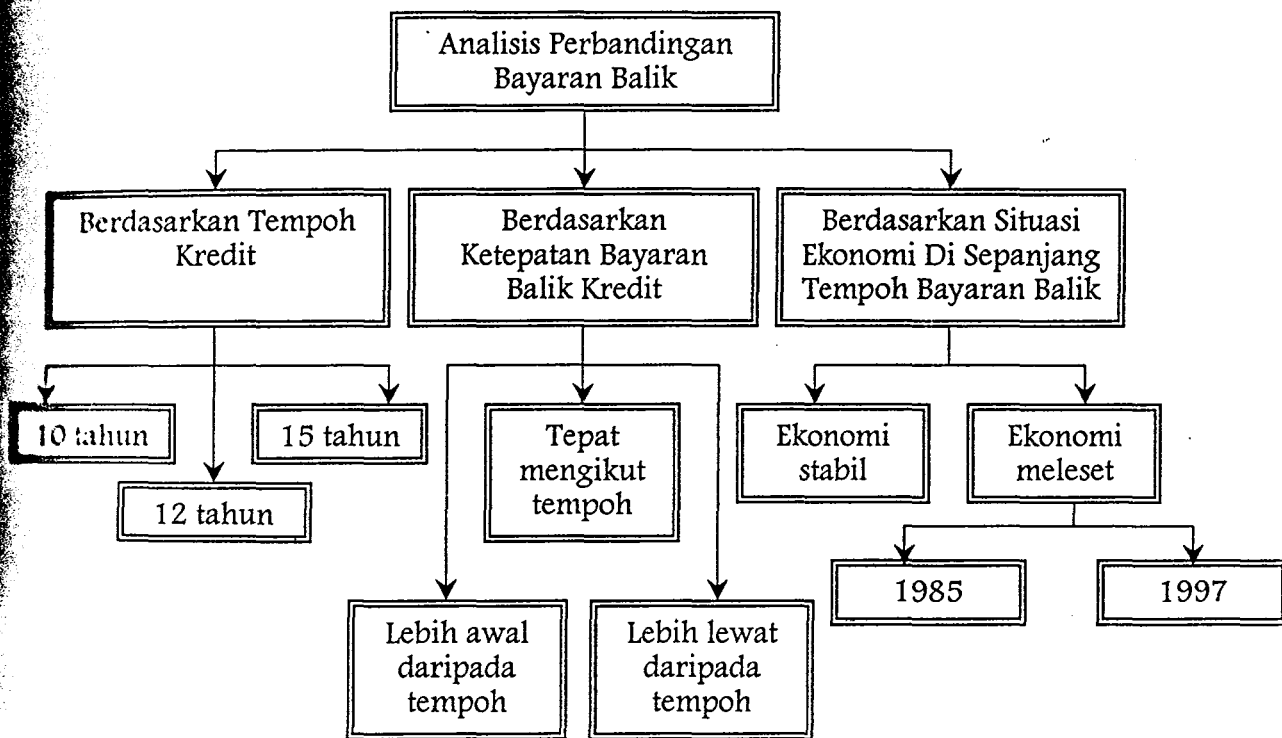 Analisis Perbandingan
Bayaran Balik
Berdasarkan Tempoh
Kredit
Berdasarkan
Ketepatan Bayaran
Balik Kredit
Berdasarkan Situasi
Ekonomi Di Sepanjang
Tempoh Bayaran Balik
10 tahun
12 tahun
15 tahun
Lebih awal
daripada
tempoh
Tepat
mengikut
tempoh
Lebih lewat
daripada
tempoh
Ekonomi
stabil
Ekonomi
meleset
1985
1997